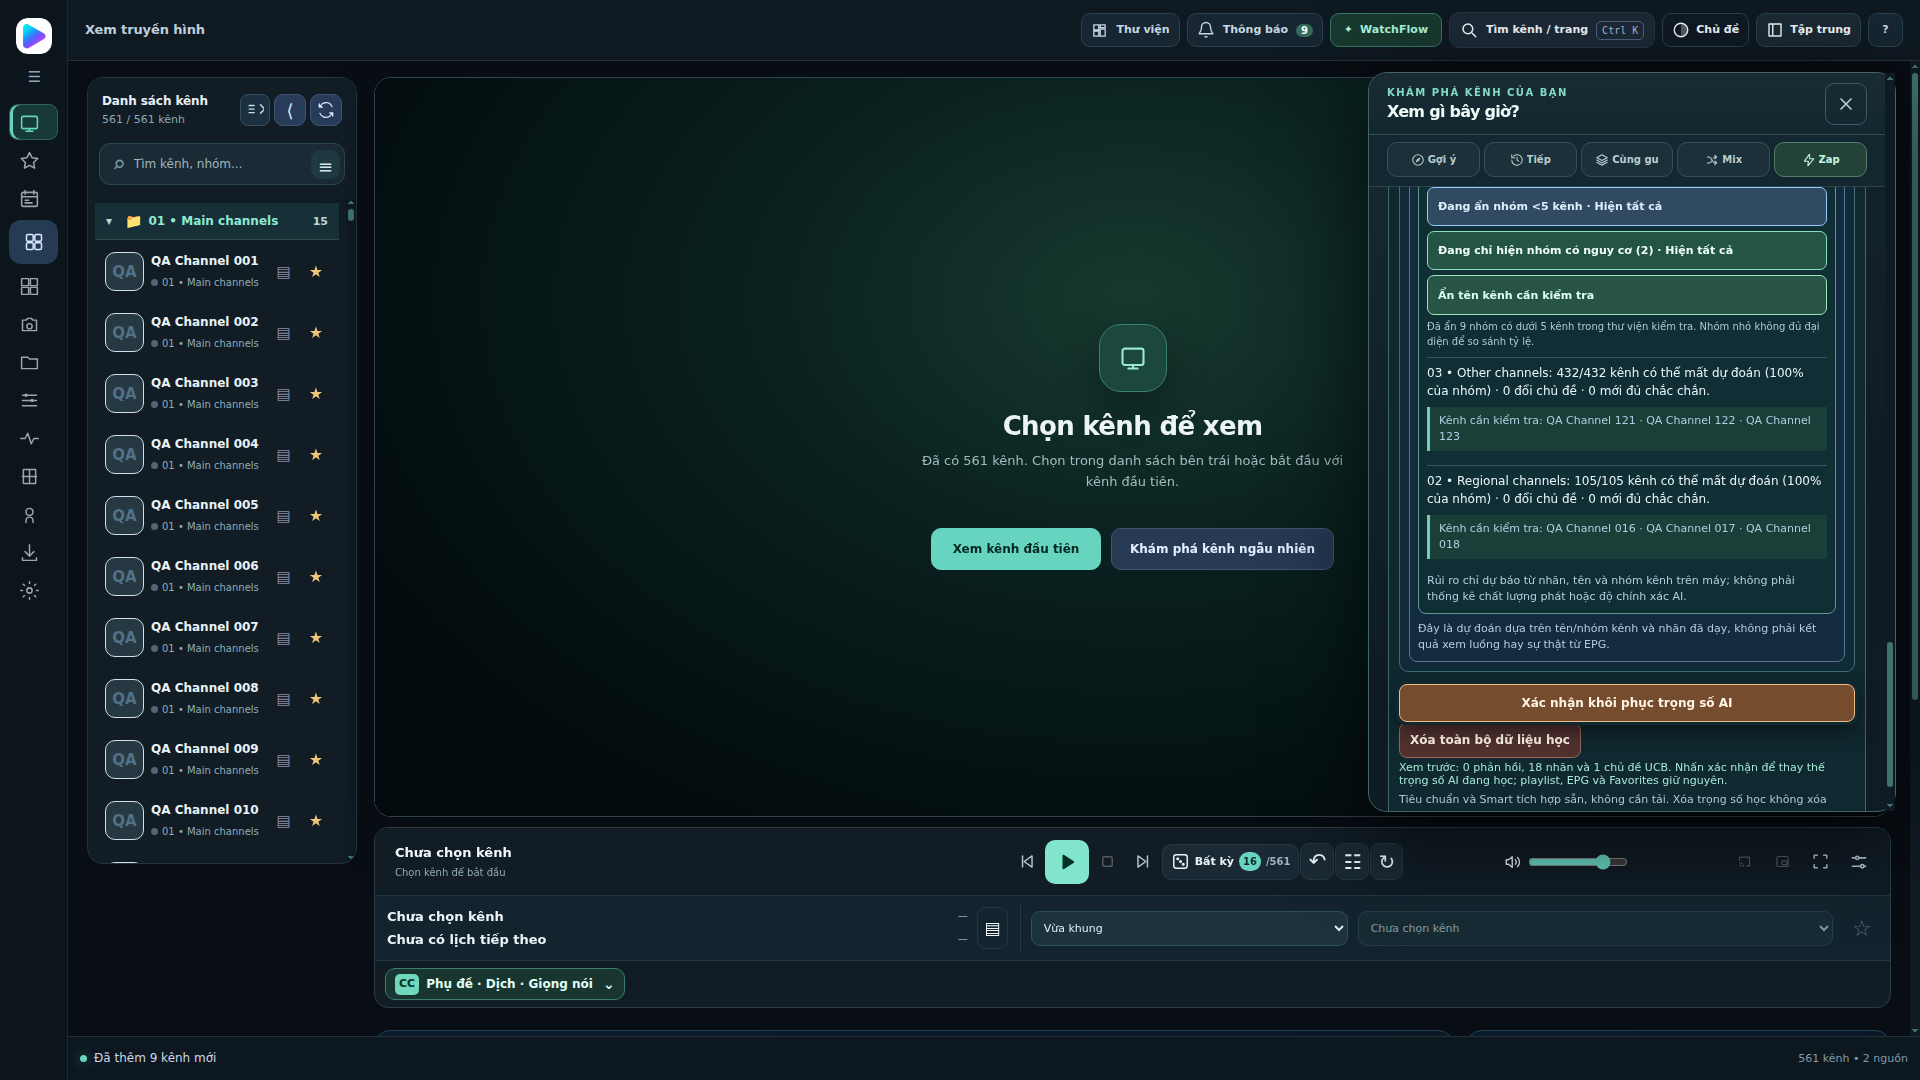 Xem truyền hình
Thư viện
Thông báo 9
WatchFlow
Tìm kênh / trang Ctrl K
Chủ đề
Tập trung
?
Danh sách kênh
561 / 561 kênh
Tìm kênh, nhóm...
01 • Main channels 15
QA QA Channel 001
01 • Main channels
QA QA Channel 002
01 • Main channels
QA QA Channel 003
01 • Main channels
QA QA Channel 004
01 • Main channels
QA QA Channel 005
01 • Main channels
QA QA Channel 006
01 • Main channels
QA QA Channel 007
01 • Main channels
QA QA Channel 008
01 • Main channels
QA QA Channel 009
01 • Main channels
QA QA Channel 010
01 • Main channels
Chọn kênh để xem
Đã có 561 kênh. Chọn trong danh sách bên trái hoặc bắt đầu với
kênh đầu tiên.
Xem kênh đầu tiên
Khám phá kênh ngẫu nhiên
KHÁM PHÁ KÊNH CỦA BẠN
Xem gì bây giờ?
Gợi ý
Tiếp
Cùng gu
Mix
Zap
Đang ẩn nhóm <5 kênh · Hiện tất cả
Đang chỉ hiện nhóm có nguy cơ (2) · Hiện tất cả
Ẩn tên kênh cần kiểm tra
Đã ẩn 9 nhóm có dưới 5 kênh trong thư viện kiểm tra. Nhóm nhỏ không đủ đại
diện để so sánh tỷ lệ.
03 • Other channels: 432/432 kênh có thể mất dự đoán (100%
của nhóm) · 0 đổi chủ đề · 0 mới đủ chắc chắn.
Kênh cần kiểm tra: QA Channel 121 · QA Channel 122 · QA Channel
123
02 • Regional channels: 105/105 kênh có thể mất dự đoán (100%
của nhóm) · 0 đổi chủ đề · 0 mới đủ chắc chắn.
Kênh cần kiểm tra: QA Channel 016 · QA Channel 017 · QA Channel
018
Rủi ro chỉ dự báo từ nhãn, tên và nhóm kênh trên máy; không phải
thống kê chất lượng phát hoặc độ chính xác AI.
Đây là dự đoán dựa trên tên/nhóm kênh và nhãn đã dạy, không phải kết
quả xem luồng hay sự thật từ EPG.
Xác nhận khôi phục trọng số AI
Xóa toàn bộ dữ liệu học
Xem trước: 0 phản hồi, 18 nhãn và 1 chủ đề UCB. Nhấn xác nhận để thay thế
trọng số AI đang học; playlist, EPG và Favorites giữ nguyên.
Tiêu chuẩn và Smart tích hợp sẵn, không cần tải. Xóa trọng số học không xóa
Chưa chọn kênh
Chọn kênh để bắt đầu
Bất kỳ 16 /561
Chưa chọn kênh —
Chưa có lịch tiếp theo —
Vừa khung
Chưa chọn kênh
CC Phụ đề · Dịch · Giọng nói
Đã thêm 9 kênh mới
561 kênh • 2 nguồn